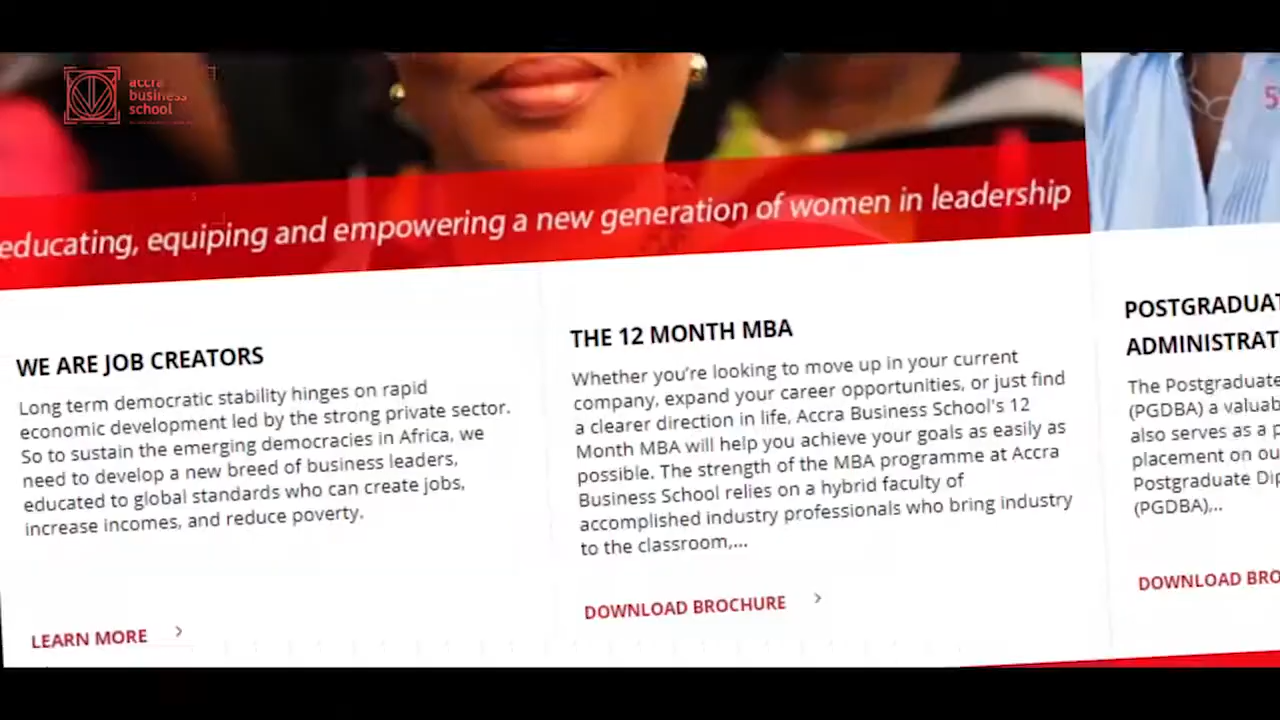 accra
business
school
5
educating, equiping and empowering a new generation of women in leadership
WE ARE JOB CREATORS
Long term democratic stability hinges on rapid
economic development led by the strong private sector.
So to sustain the emerging democracies in Africa, we
need to develop a new breed of business leaders,
educated to global standards who can create jobs,
increase incomes, and reduce poverty.
LEARN MORE
THE 12 MONTH MBA
Whether you're looking to move up in your current
company, expand your career opportunities, or just find
a clearer direction in life, Accra Business School's 12
Month MBA will help you achieve your goals as easily as
possible. The strength of the MBA programme at Accra
Business School relies on a hybrid faculty of
accomplished industry professionals who bring industry
to the classroom,...
DOWNLOAD BROCHURE
POSTGRADUAT
ADMINISTRAT
The Postgraduate
(PGDBA) a valuab
also serves as a p
placement on ou
Postgraduate Dip
(PGDBA),..
DOWNLOAD BRO